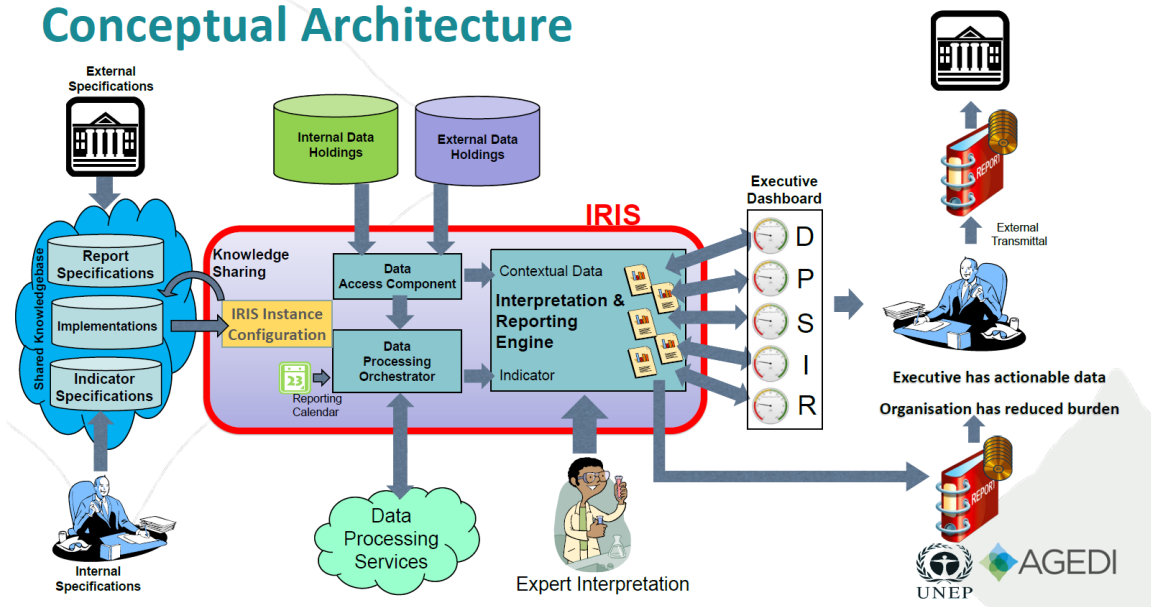 Conceptual Architecture
External
Specifications
Internal Data
Holdings
External Data
Holdings
Executive
Dashboard
REPORT
External
Transmittal
IRIS
Shared Knowledgebase
Report
Specifications
Implementations
Indicator
Specifications
Knowledge
Sharing
IRIS Instance
Configuration
23
Reporting
Calendar
Data
Access Component
Data
Processing
Orchestrator
Contextual Data
Interpretation &
Reporting
Engine
Indicator
D
P
S
I
R
Executive has actionable data
Organisation has reduced burden
REPORT
Internal
Specifications
Data
Processing
Services
Expert Interpretation
UNEP
AGEDI